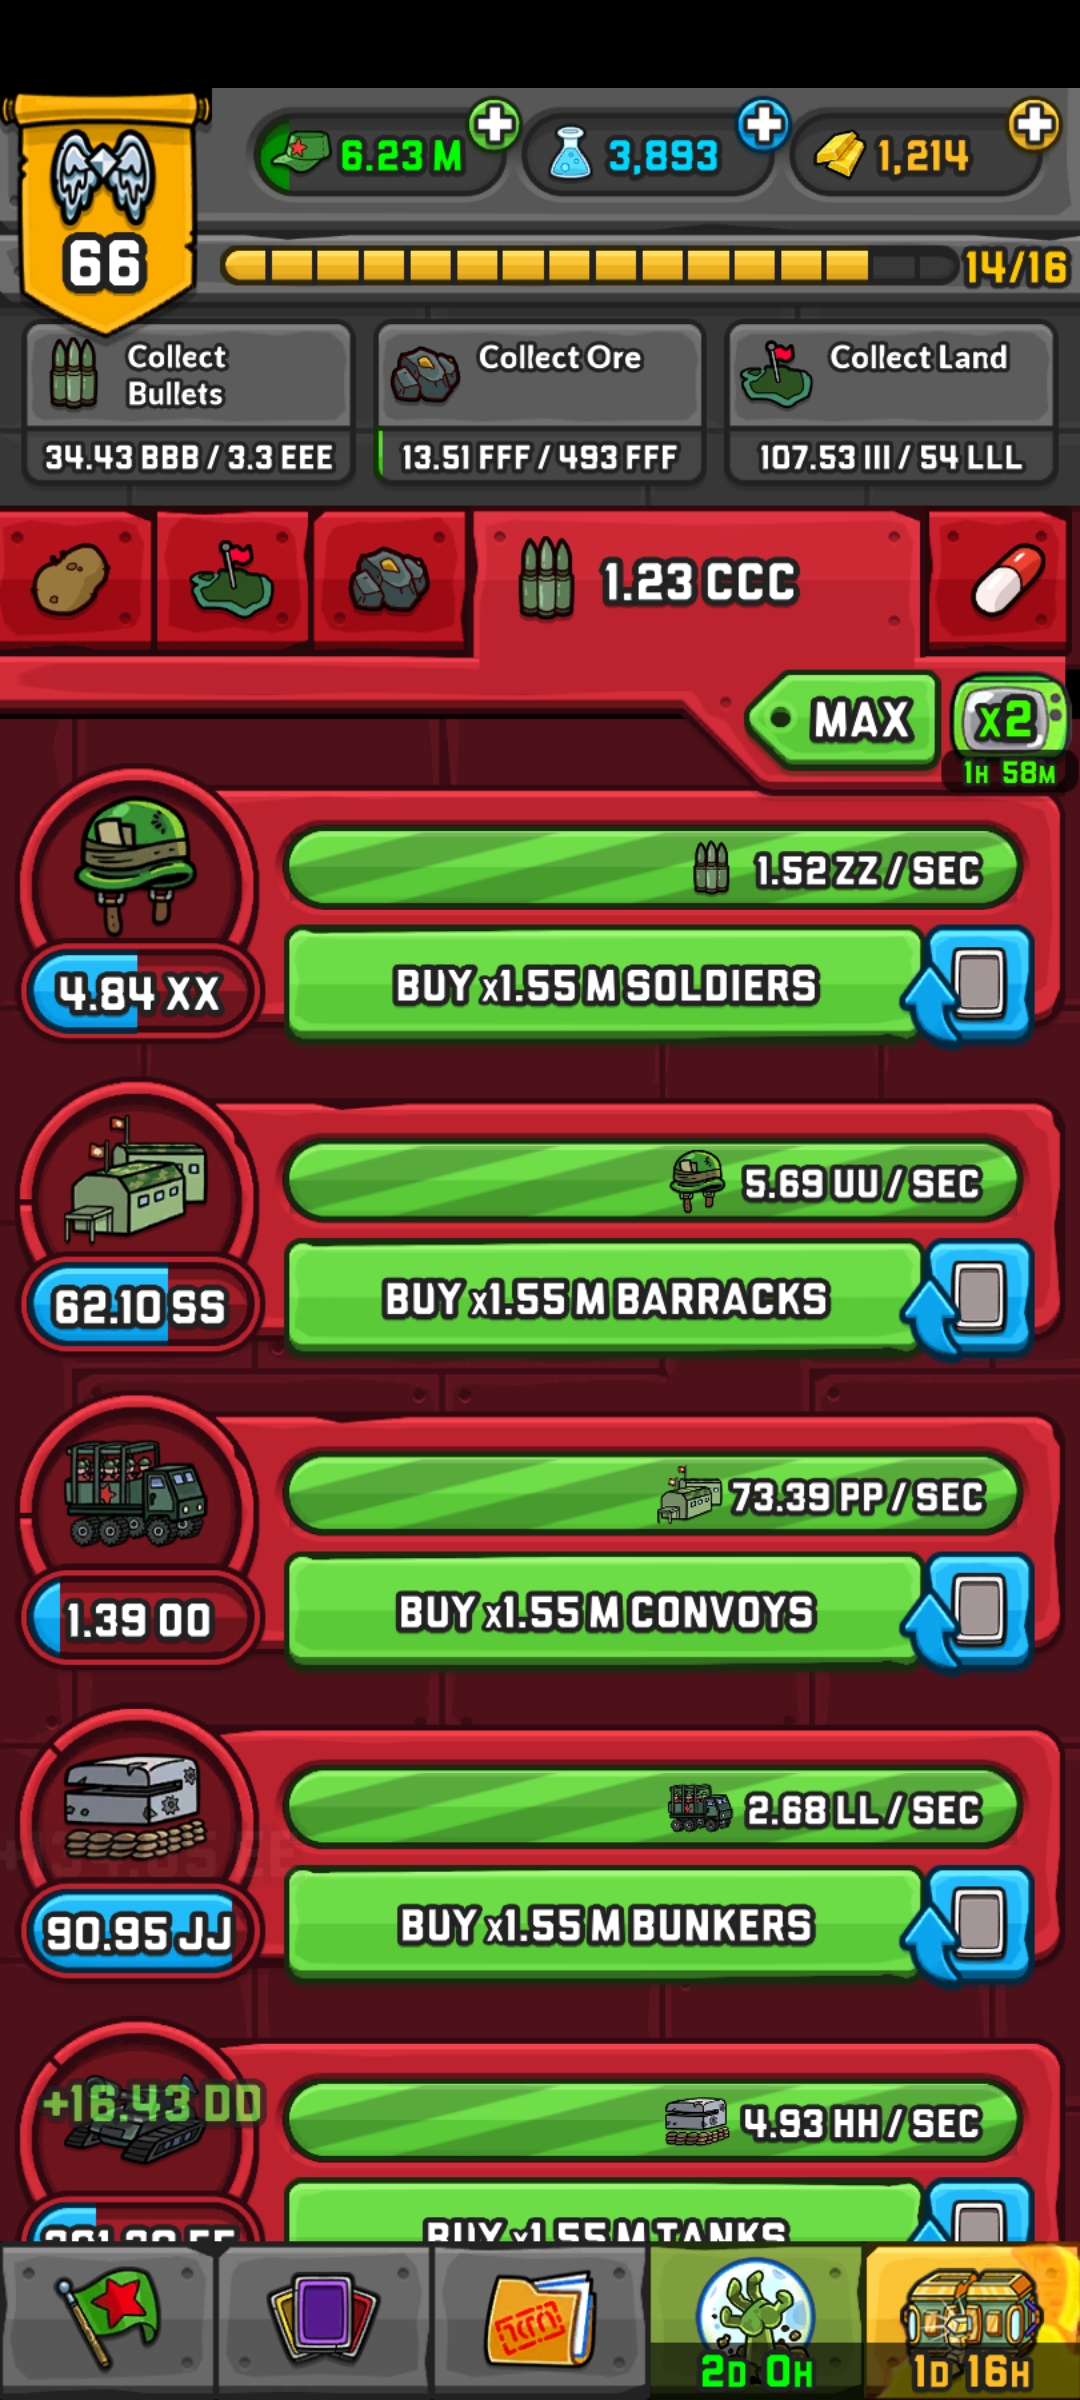 6.23 M
3,893
1,214
66
14/16
Collect Bullets
34.43 BBB / 3.3 EEE
Collect Ore
13.51 FFF / 493 FFF
Collect Land
107.53 III / 54 LLL
1.23 CCC
MAX
x2
1H 58M
1.52 ZZ / SEC
4.84 XX
BUY x1.55 M SOLDIERS
5.69 UU / SEC
62.10 SS
BUY x1.55 M BARRACKS
73.39 PP / SEC
1.39 OO
BUY x1.55 M CONVOYS
2.68 LL / SEC
90.95 JJ
BUY x1.55 M BUNKERS
+16.43 DD
4.93 HH / SEC
BUY x1.55 M TANKS
2D 0H
1D 16H